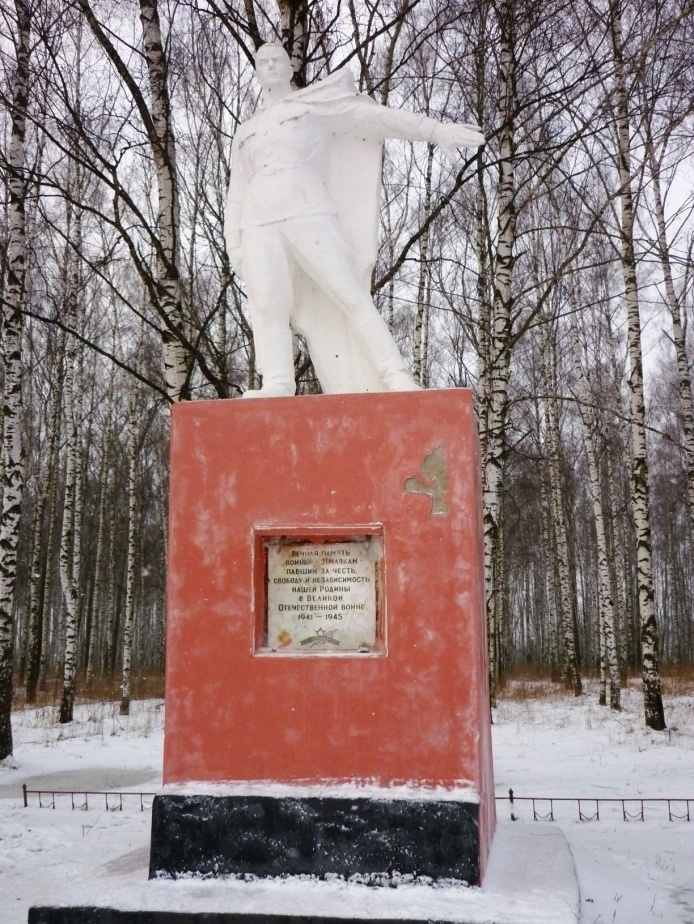 Вечная память
воинам-землякам
павшим за честь,
свободу и независимость
нашей Родины
в Великой
Отечественной войне
1941-1945